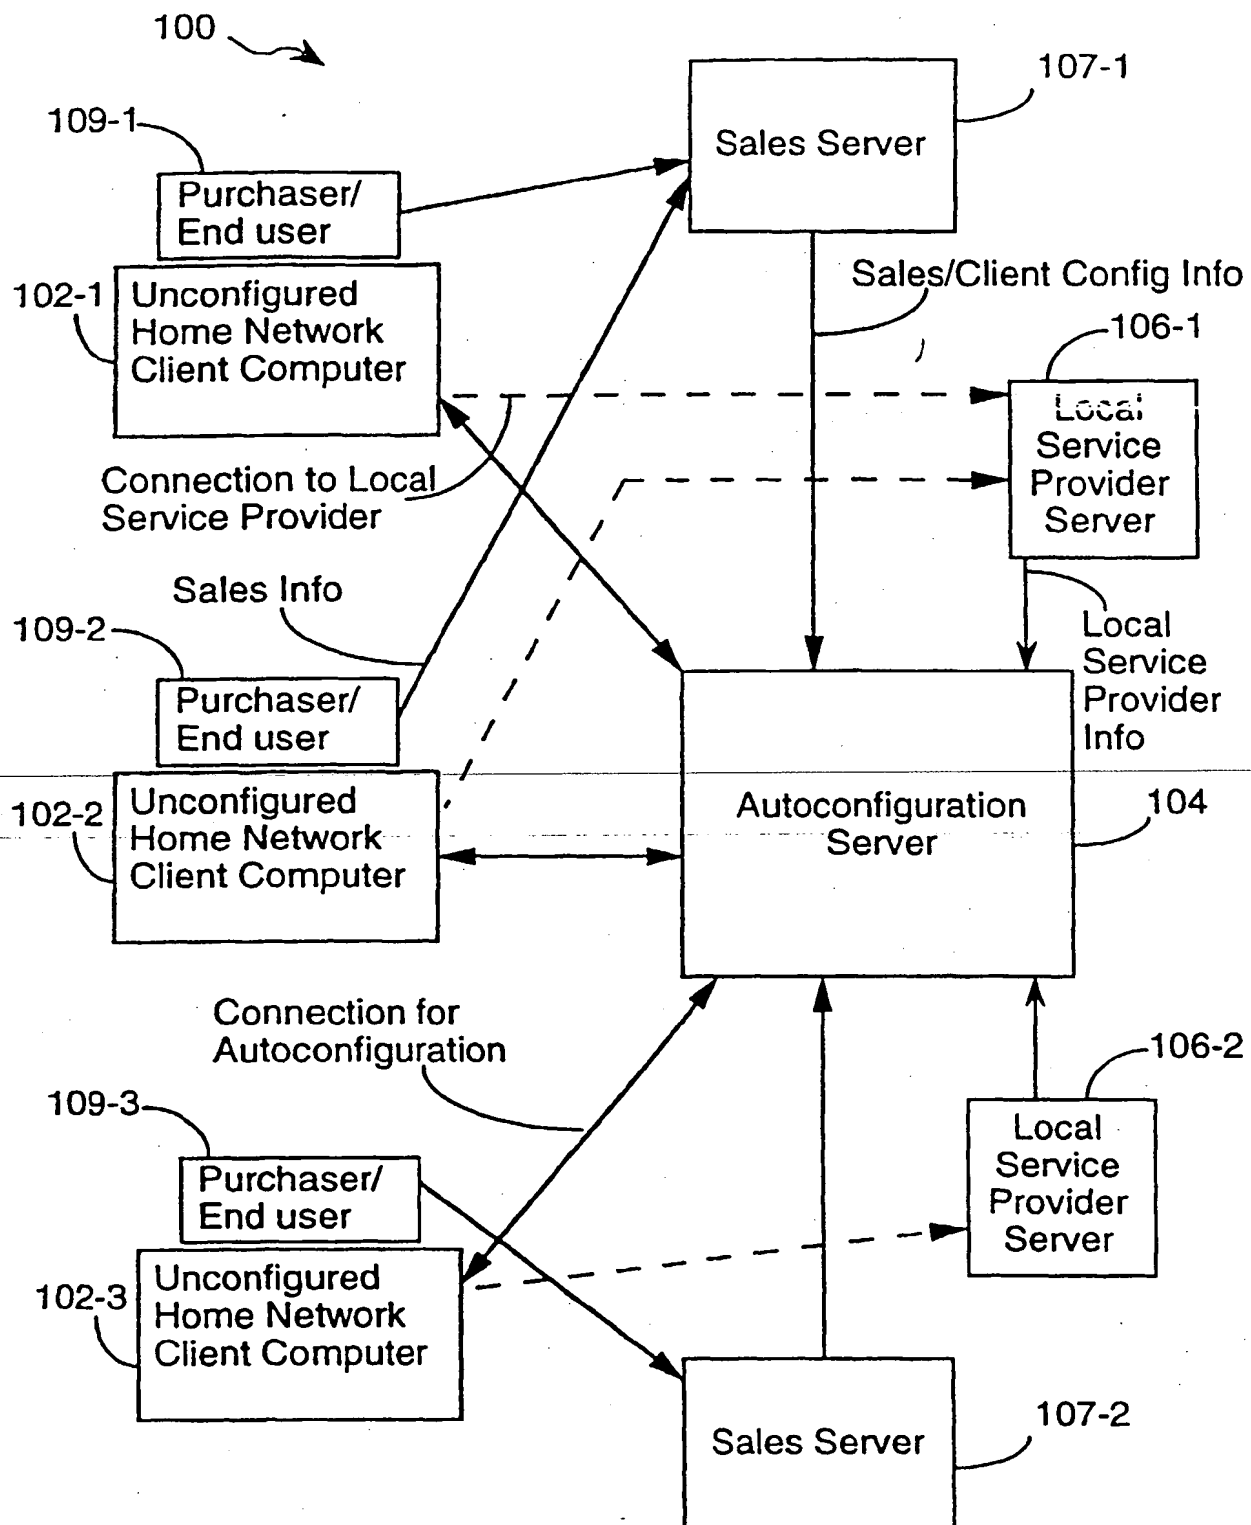 100
107-1
109-1
Sales Server
Purchaser/
End user
Sales/Client Config Info
102-1
Unconfigured
Home Network
Client Computer
106-1
Local
Service
Provider
Server
Connection to Local
Service Provider
Sales Info
109-2
Local
Service
Provider
Info
Purchaser/
End user
102-2
Unconfigured
Home Network
Client Computer
Autoconfiguration
Server
104
Connection for
Autoconfiguration
106-2
109-3
Local
Service
Provider
Server
Purchaser/
End user
102-3
Unconfigured
Home Network
Client Computer
107-2
Sales Server